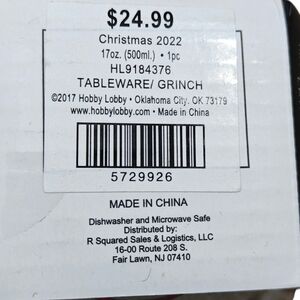 $24.99
Christmas 2022
17oz. (500ml.) • 1pc
HL9184376
TABLEWARE/ GRINCH
©2017 Hobby Lobby • Oklahoma City, OK 73179
www.hobbylobby.com • Made in China
5729926
MADE IN CHINA
Dishwasher and Microwave Safe
Distributed by:
R Squared Sales & Logistics, LLC
16-00 Route 208 S.
Fair Lawn, NJ 07410